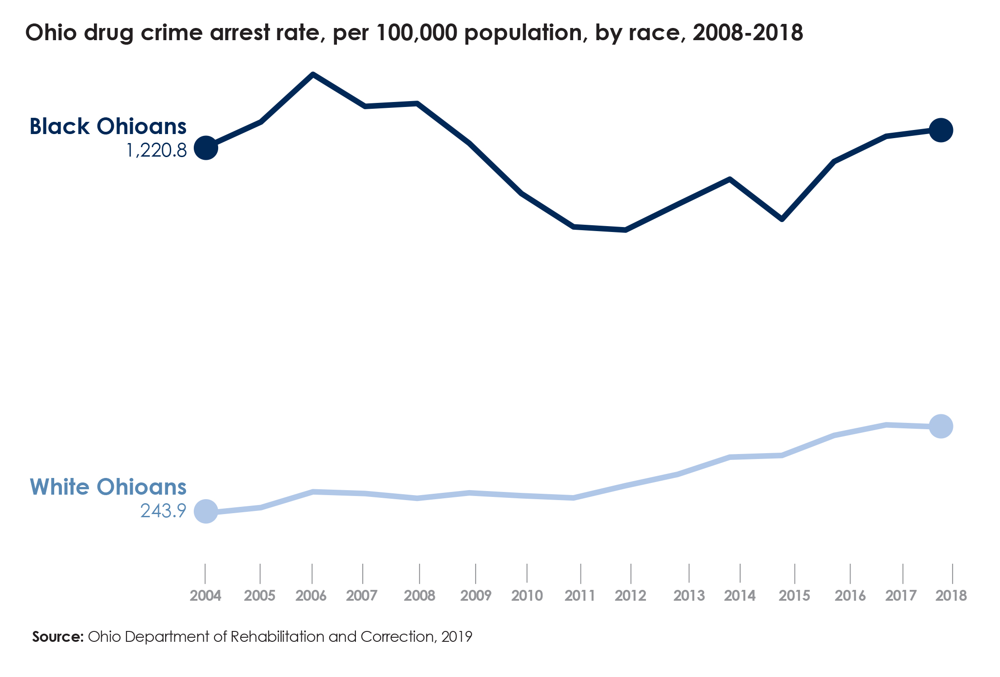 Ohio drug crime arrest rate, per 100,000 population, by race, 2008-2018
Black Ohioans
1,220.8
White Ohioans
243.9
2004 2005 2006 2007 2008 2009 2010 2011 2012 2013 2014 2015 2016 2017 2018
Source: Ohio Department of Rehabilitation and Correction, 2019